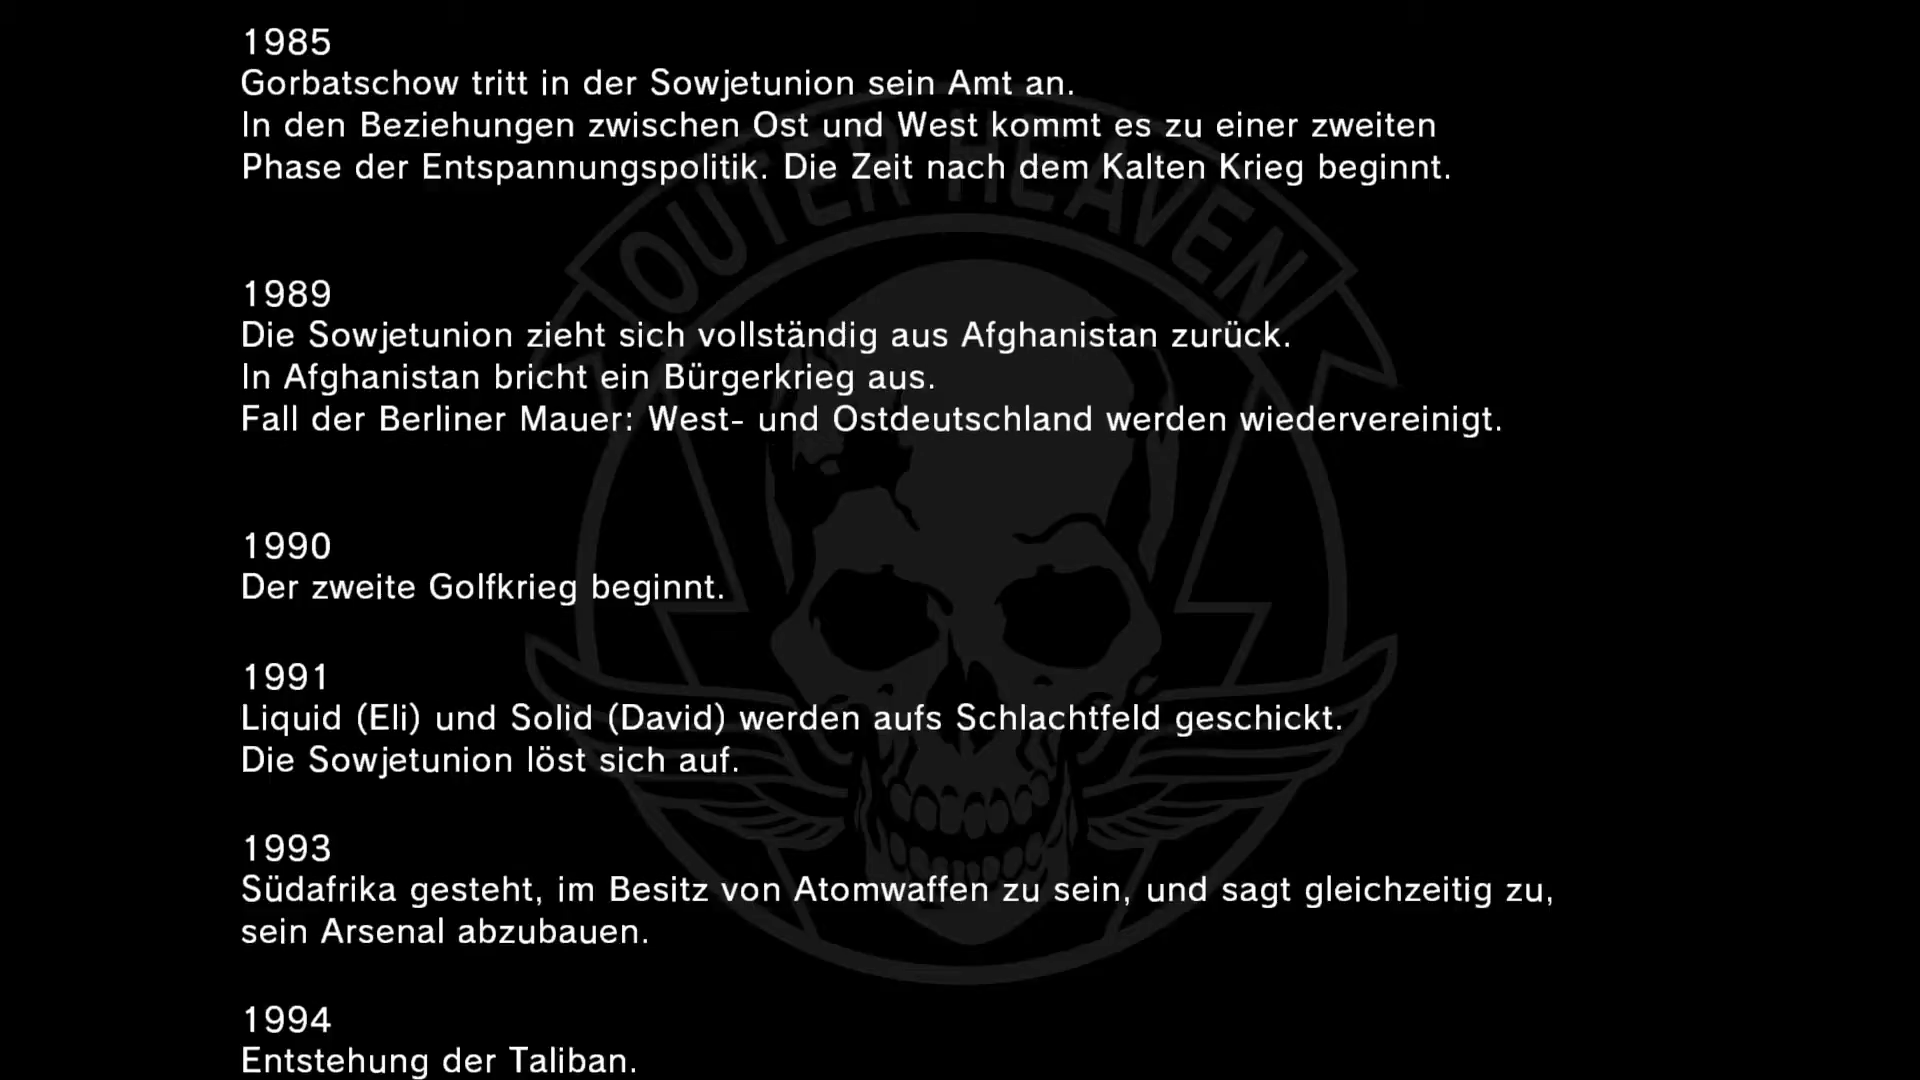 1985
Gorbatschow tritt in der Sowjetunion sein Amt an.
In den Beziehungen zwischen Ost und West kommt es zu einer zweiten
Phase der Entspannungspolitik. Die Zeit nach dem Kalten Krieg beginnt.
OUTER HEAVEN
1989
Die Sowjetunion zieht sich vollständig aus Afghanistan zurück.
In Afghanistan bricht ein Bürgerkrieg aus.
Fall der Berliner Mauer: West- und Ostdeutschland werden wiedervereinigt.
1990
Der zweite Golfkrieg beginnt.
1991
Liquid (Eli) und Solid (David) werden aufs Schlachtfeld geschickt.
Die Sowjetunion löst sich auf.
1993
Südafrika gesteht, im Besitz von Atomwaffen zu sein, und sagt gleichzeitig zu,
sein Arsenal abzubauen.
1994
Entstehung der Taliban.